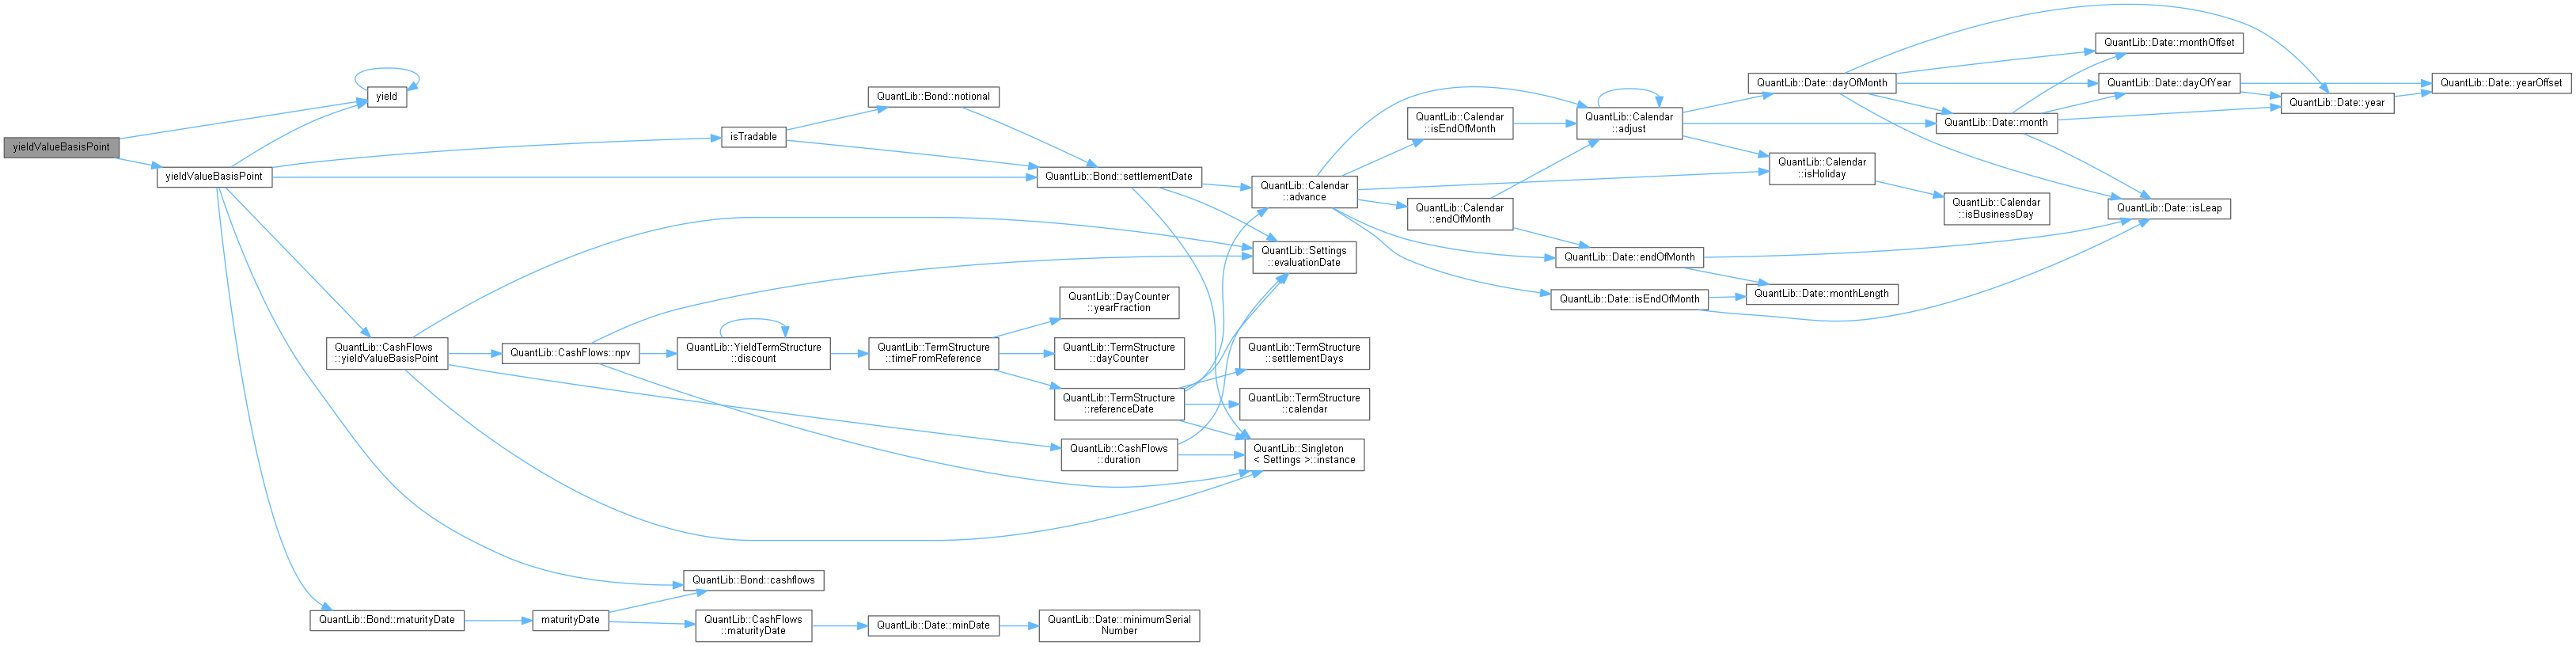 yieldValueBasisPoint
yield
yieldValueBasisPoint
isTradable
QuantLib::Bond::notional
QuantLib::Bond::settlementDate
QuantLib::CashFlows
::yieldValueBasisPoint
QuantLib::CashFlows::npv
QuantLib::YieldTermStructure
::discount
QuantLib::TermStructure
::timeFromReference
QuantLib::DayCounter
::yearFraction
QuantLib::TermStructure
::dayCounter
QuantLib::TermStructure
::referenceDate
QuantLib::CashFlows
::duration
QuantLib::Bond::cashflows
QuantLib::Bond::maturityDate
maturityDate
QuantLib::CashFlows
::maturityDate
QuantLib::Date::minDate
QuantLib::Date::minimumSerial
Number
QuantLib::Calendar
::advance
QuantLib::Settings
::evaluationDate
QuantLib::TermStructure
::settlementDays
QuantLib::TermStructure
::calendar
QuantLib::Singleton
< Settings >::instance
QuantLib::Calendar
::isEndOfMonth
QuantLib::Calendar
::endOfMonth
QuantLib::Calendar
::adjust
QuantLib::Date::endOfMonth
QuantLib::Date::isEndOfMonth
QuantLib::Date::dayOfMonth
QuantLib::Calendar
::isHoliday
QuantLib::Date::monthLength
QuantLib::Date::month
QuantLib::Calendar
::isBusinessDay
QuantLib::Date::monthOffset
QuantLib::Date::dayOfYear
QuantLib::Date::isLeap
QuantLib::Date::year
QuantLib::Date::yearOffset